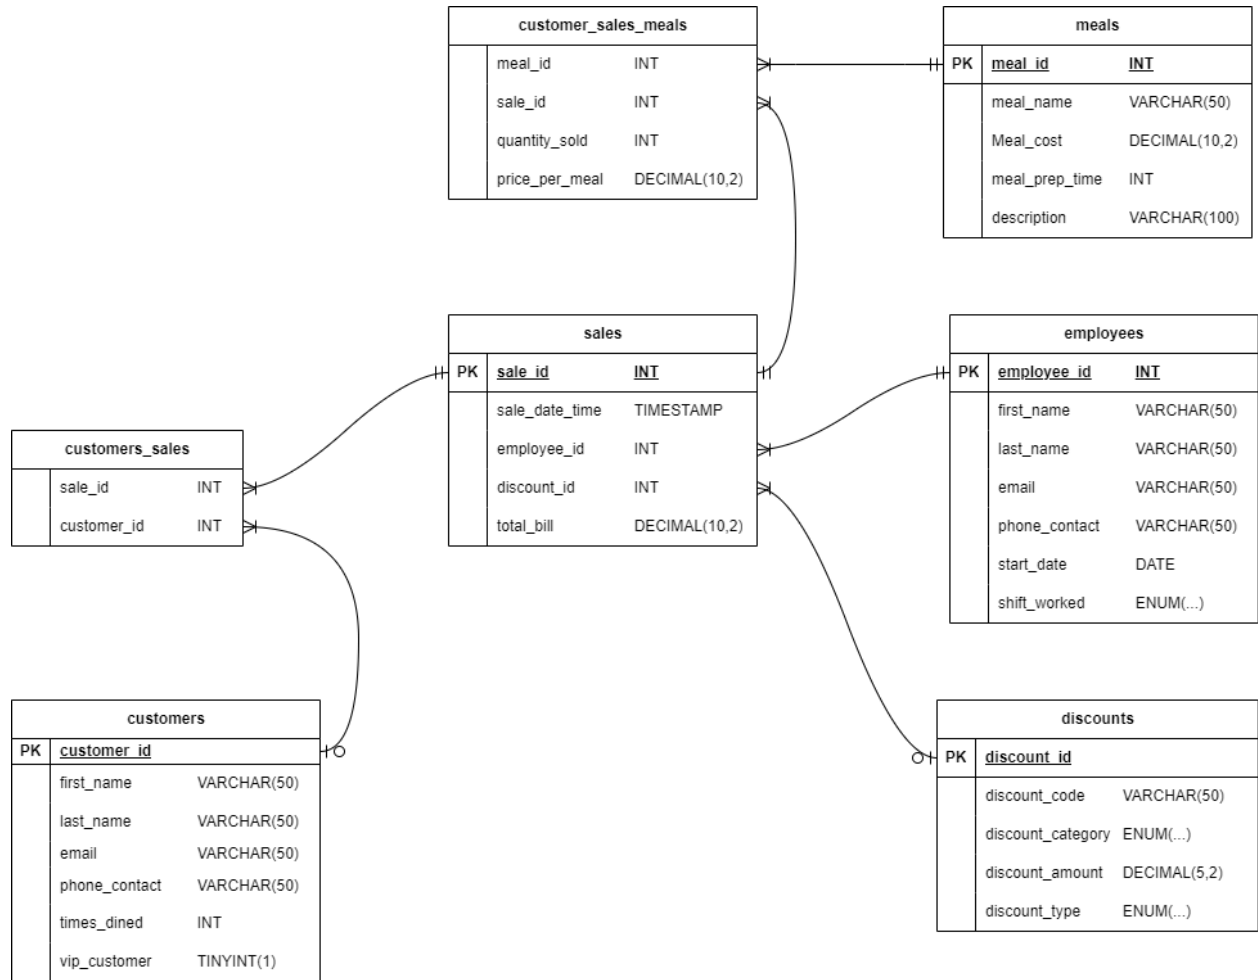 customer_sales_meals
meal_id INT
sale_id INT
quantity_sold INT
price_per_meal DECIMAL(10,2)
meals
PK meal_id INT
meal_name VARCHAR(50)
Meal_cost DECIMAL(10,2)
meal_prep_time INT
description VARCHAR(100)
sales
PK sale_id INT
sale_date_time TIMESTAMP
employee_id INT
discount_id INT
total_bill DECIMAL(10,2)
employees
PK employee_id INT
first_name VARCHAR(50)
last_name VARCHAR(50)
email VARCHAR(50)
phone_contact VARCHAR(50)
start_date DATE
shift_worked ENUM(...)
customers_sales
sale_id INT
customer_id INT
customers
PK customer_id
first_name VARCHAR(50)
last_name VARCHAR(50)
email VARCHAR(50)
phone_contact VARCHAR(50)
times_dined INT
vip_customer TINYINT(1)
discounts
PK discount_id
discount_code VARCHAR(50)
discount_category ENUM(...)
discount_amount DECIMAL(5,2)
discount_type ENUM(...)